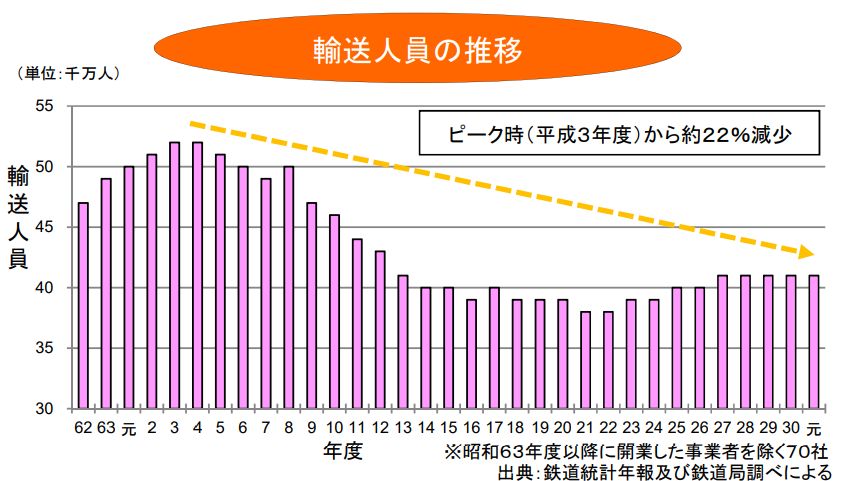 輸送人員の推移
(単位:千万人)
ピーク時(平成3年度)から約22%減少
輸送人員
55
50
45
40
35
30
62 63 元 2 3 4 5 6 7 8 9 10 11 12 13 14 15 16 17 18 19 20 21 22 23 24 25 26 27 28 29 30 元
年度
※昭和63年度以降に開業した事業者を除く70社
出典:鉄道統計年報及び鉄道局調べによる